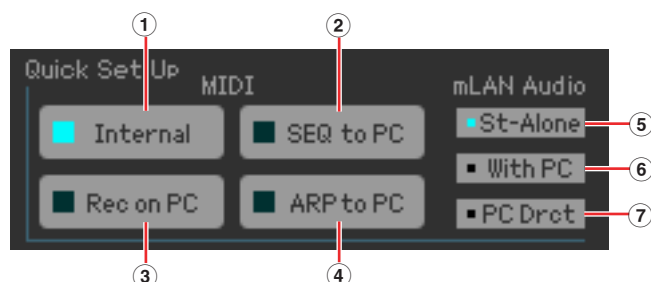 1 2
Quick Set Up
MIDI mLAN Audio
Internal SEQ to PC St-Alone 5
With PC 6
Rec on PC ARP to PC PC Drct 7
3 4